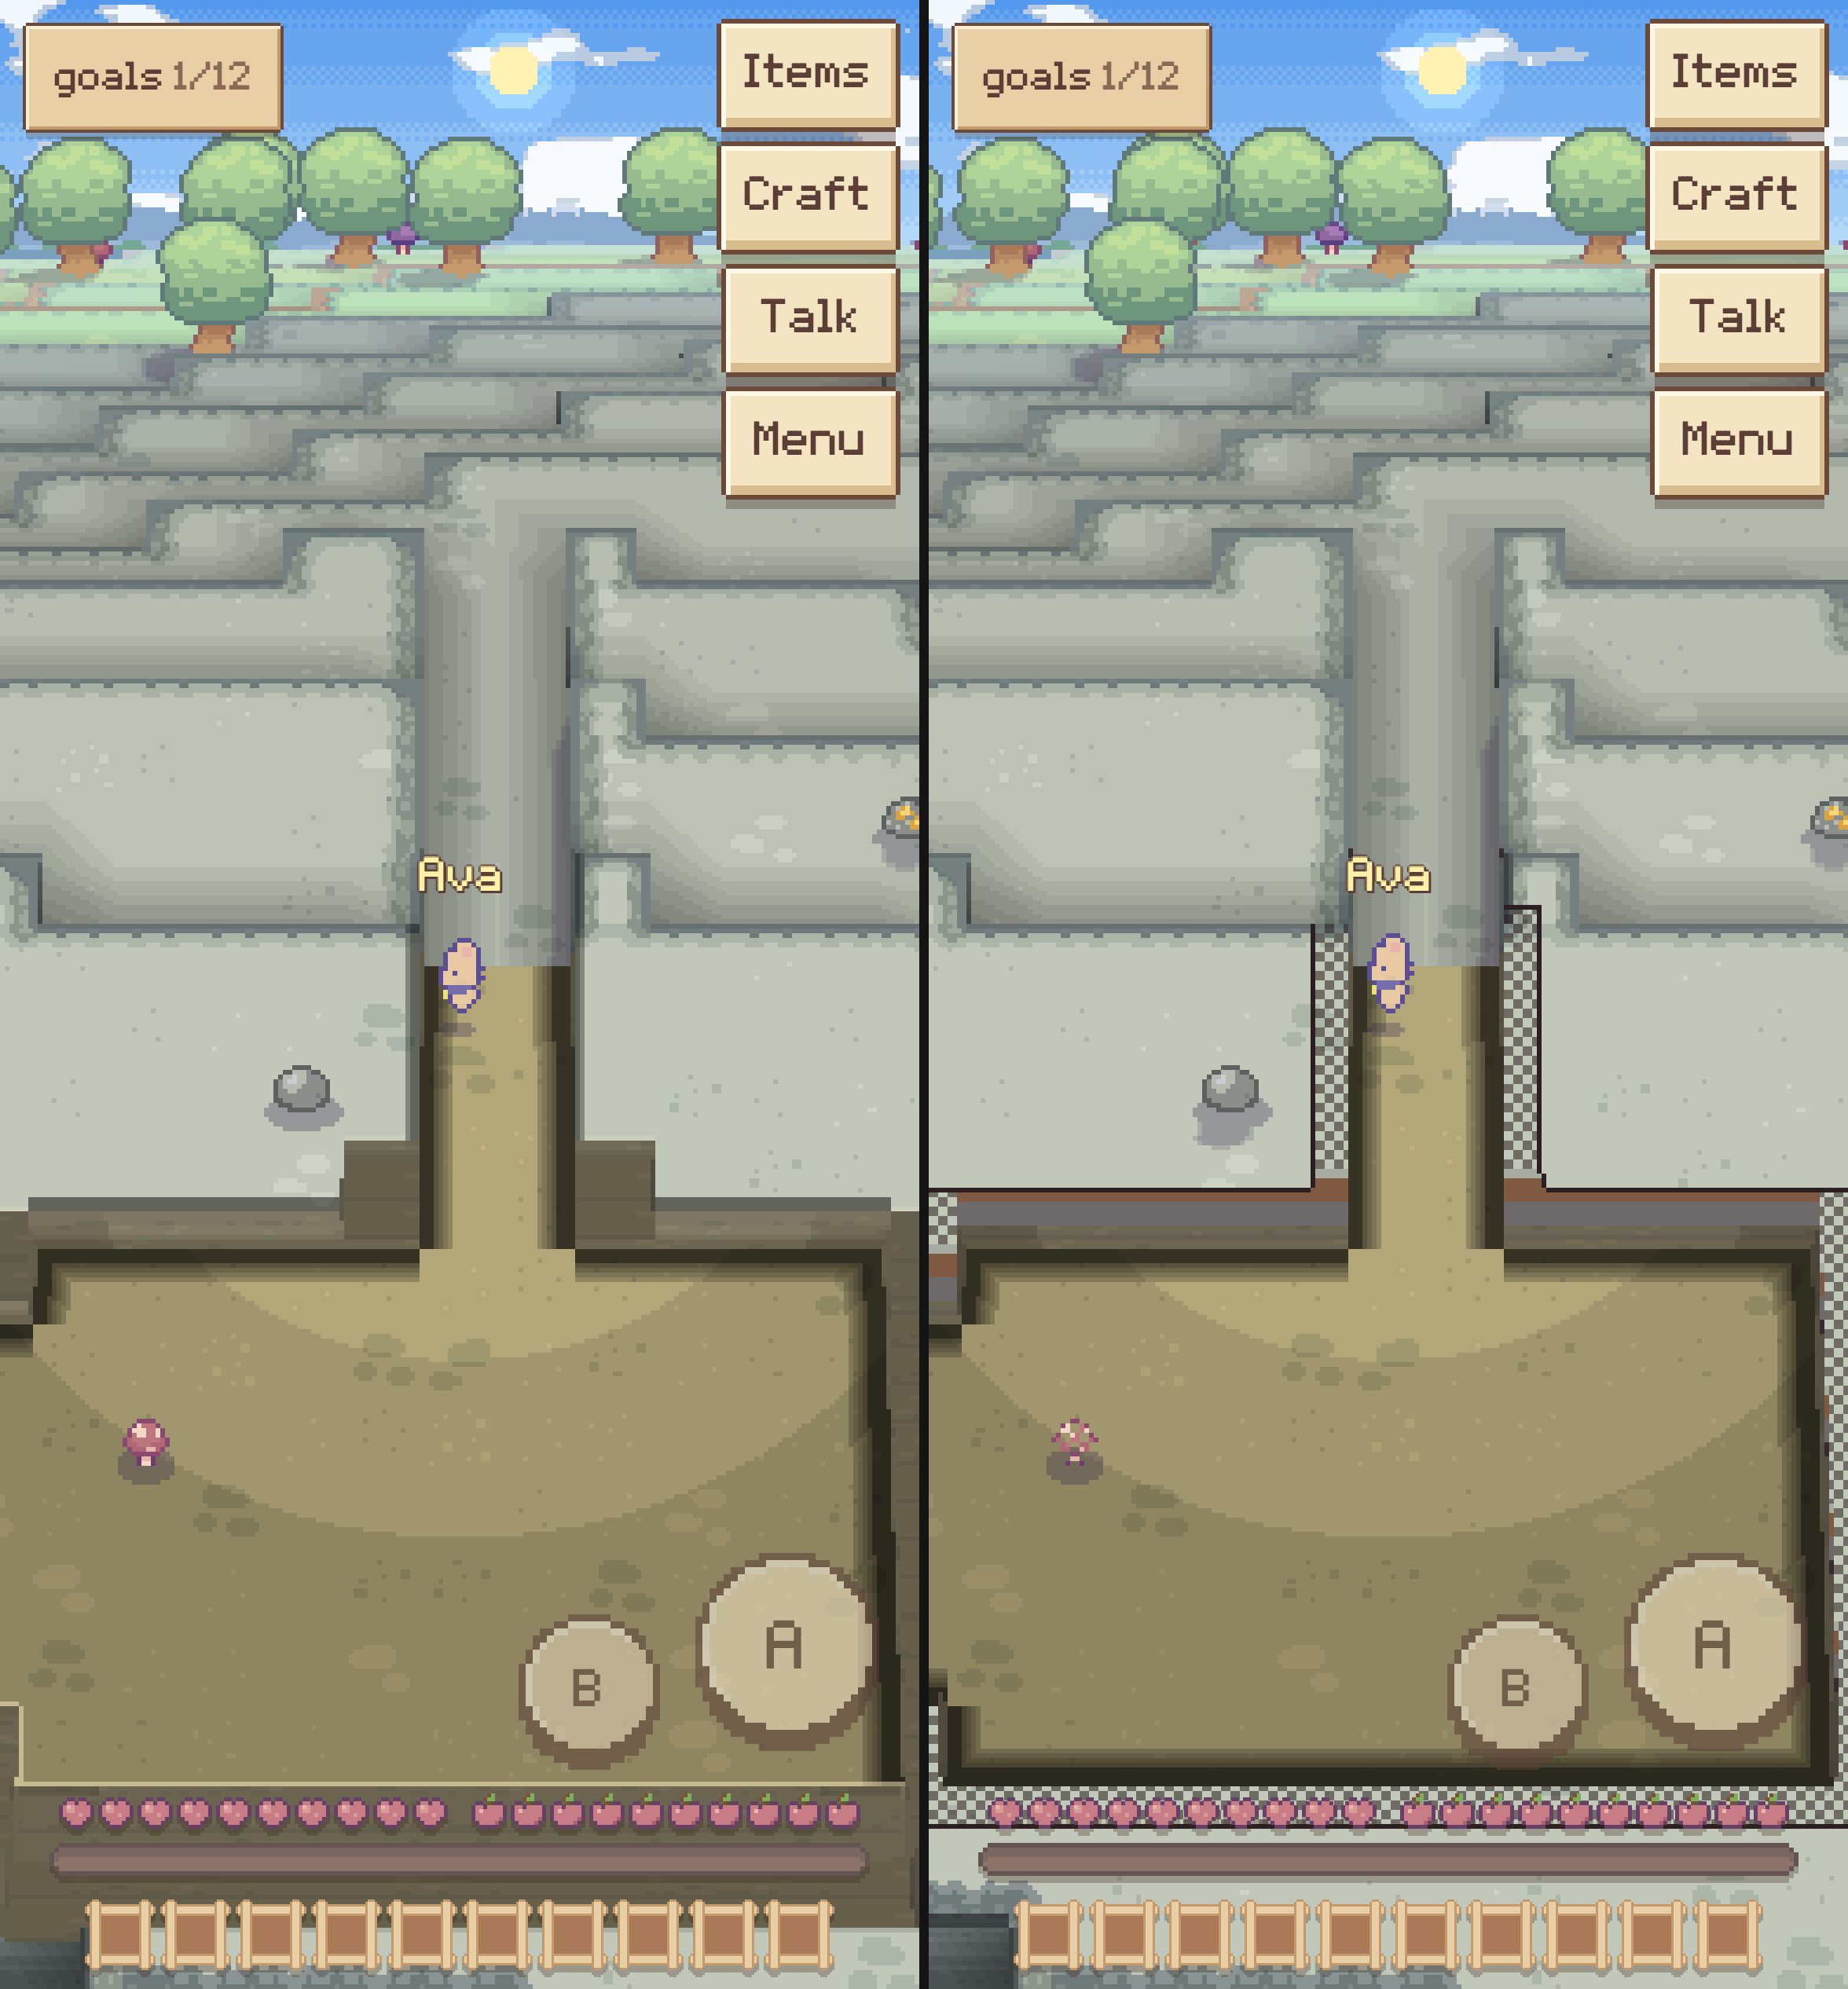 goals 1/12
Items
Craft
Talk
Menu
Ava
B
A
goals 1/12
Items
Craft
Talk
Menu
Ava
B
A